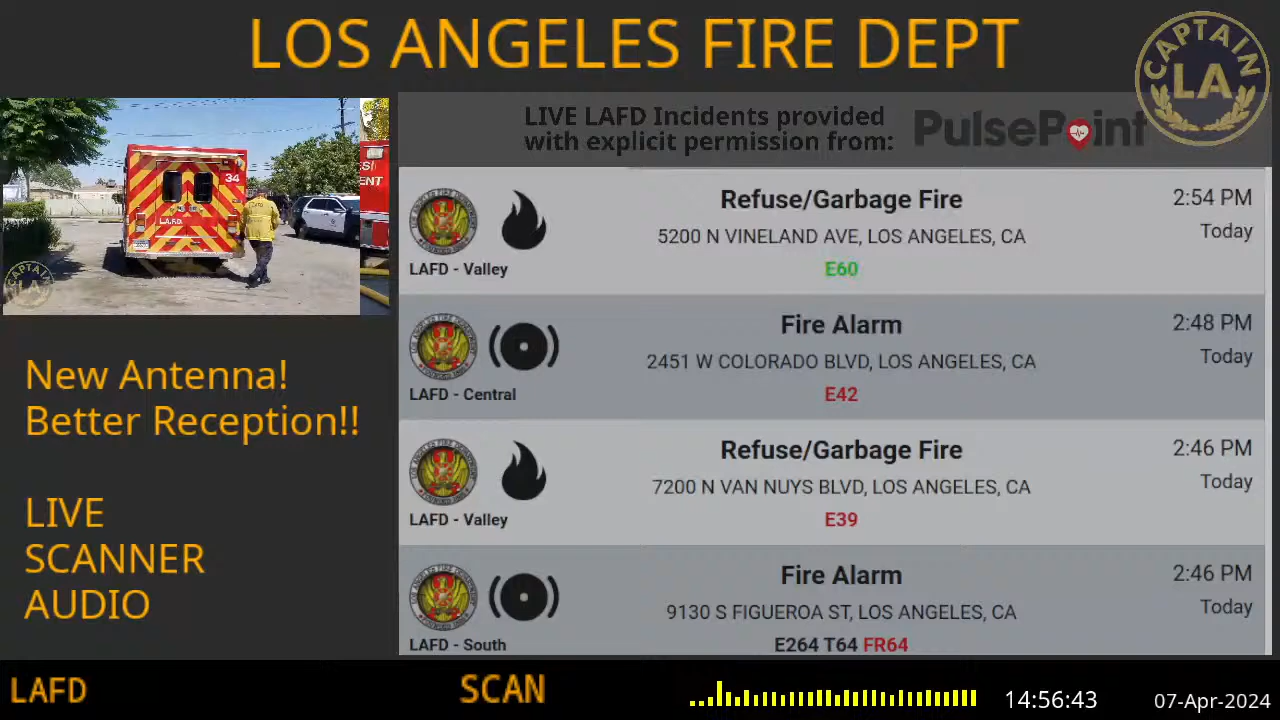 LOS ANGELES FIRE DEPT
CAPTAIN
LA
LIVE LAFD Incidents provided
with explicit permission from:
PulsePoint
34
L.A.F.D.
CAPTAIN
LA
Refuse/Garbage Fire
2:54 PM
5200 N VINELAND AVE, LOS ANGELES, CA
Today
LAFD - Valley
E60
Fire Alarm
2:48 PM
2451 W COLORADO BLVD, LOS ANGELES, CA
Today
LAFD - Central
E42
New Antenna!
Better Reception!!
Refuse/Garbage Fire
2:46 PM
7200 N VAN NUYS BLVD, LOS ANGELES, CA
Today
LAFD - Valley
E39
LIVE
SCANNER
AUDIO
Fire Alarm
2:46 PM
9130 S FIGUEROA ST, LOS ANGELES, CA
Today
LAFD - South
E264 T64 FR64
LAFD
SCAN
14:56:43
07-Apr-2024